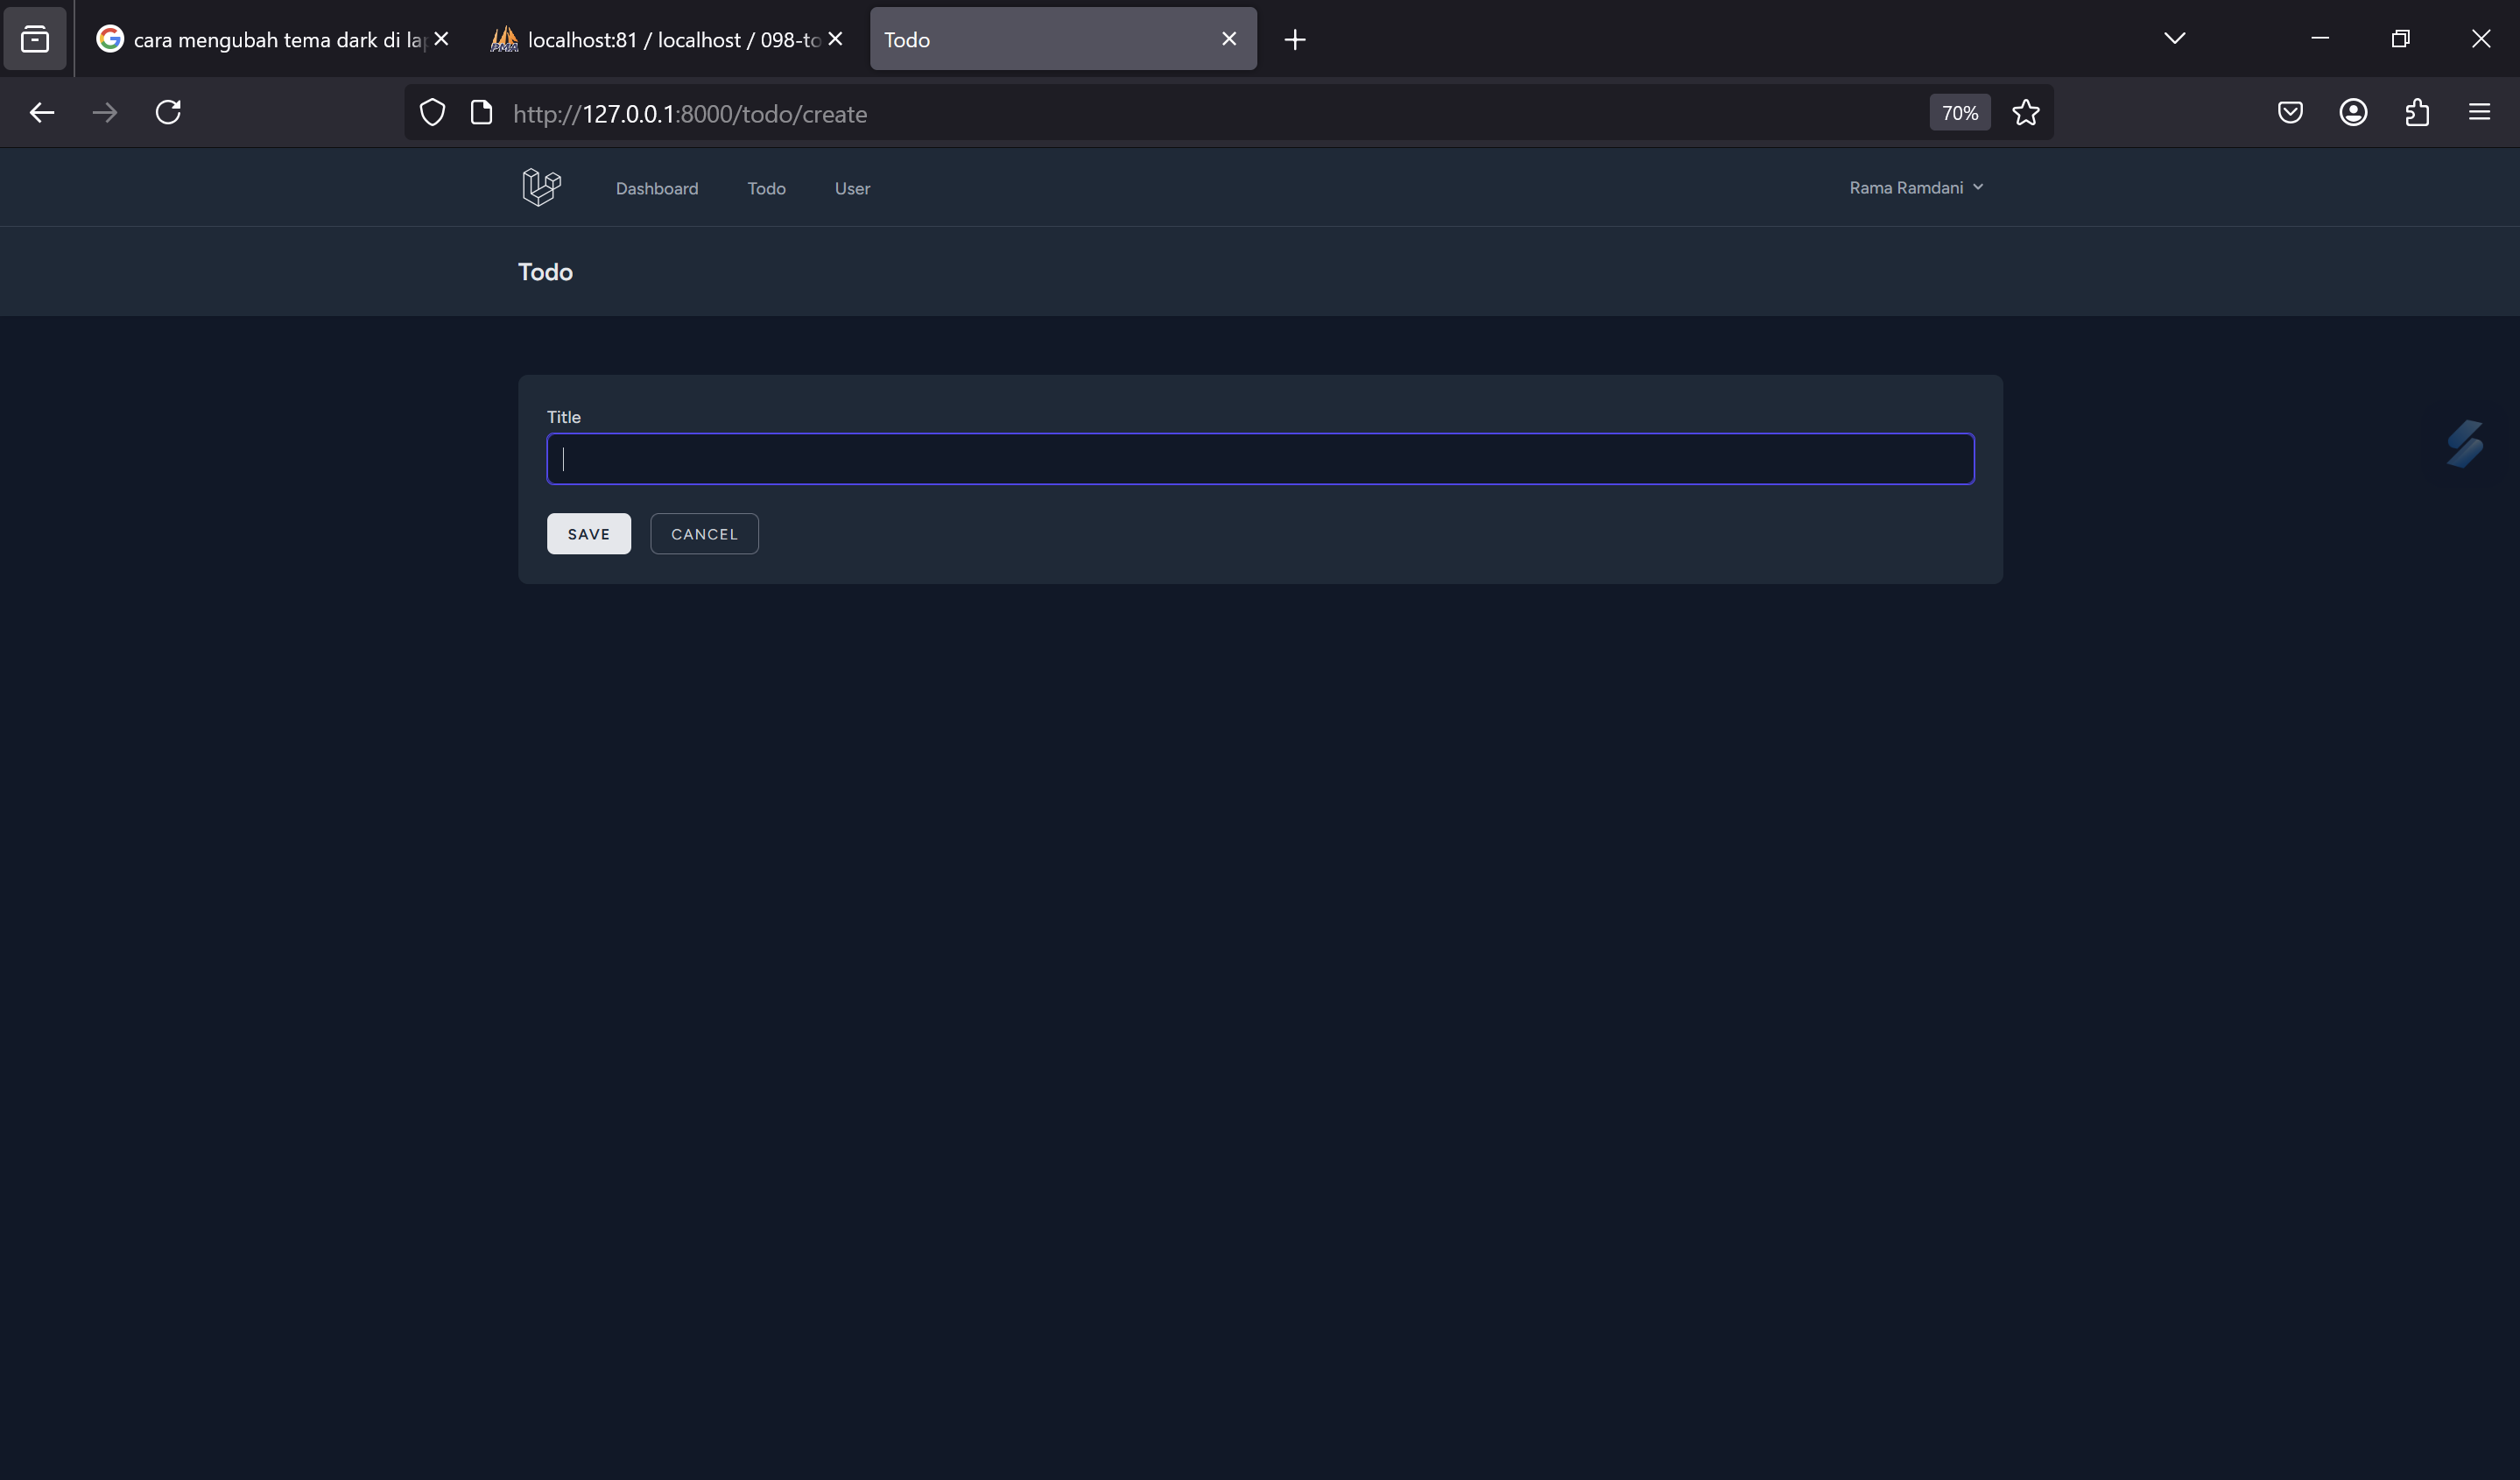 cara mengubah tema dark di la
localhost:81 / localhost / 098-to
Todo
http://127.0.0.1:8000/todo/create
70%
Dashboard
Todo
User
Rama Ramdani
Todo
Title
SAVE
CANCEL